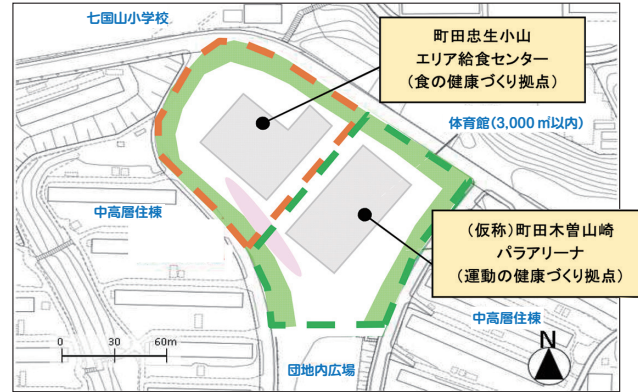 七国山小学校
町田忠生小山
エリア給食センター
(食の健康づくり拠点)
体育館(3,000㎡以内)
中高層住棟
(仮称)町田木曽山崎
パラアリーナ
(運動の健康づくり拠点)
中高層住棟
0 30 60m
団地内広場
N